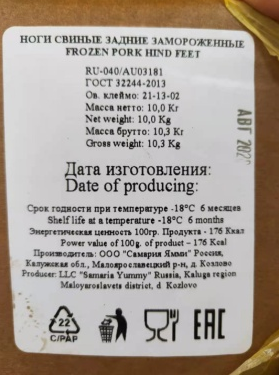 НОГИ СВИНЫЕ ЗАДНИЕ ЗАМОРОЖЕННЫЕ
FROZEN PORK HIND FEET
RU-040/AU03181
ГОСТ 32244-2013
Ов. клеймо: 21-13-02
Масса нетто: 10,0 Кг
Net weight: 10,0 Kg
Масса брутто: 10,3 Кг
Gross weight: 10,3 Kg
АВГ
Дата изготовления:
Date of producing:
Срок годности при температуре -18°С 6 месяцев
Shelf life at a temperature -18°C 6 months
Энергетическая ценность 100гр. Продукта - 176 Ккал
Power value of 100g. of product - 176 Kcal
Производитель: ООО "Самария Ямми" Россия,
Калужская обл., Малоярославецкий р-н, д. Козлово
Producer: LLC "Samaria Yummy" Russia, Kaluga region
Maloyaroslavets district, d Kozlovo
22
C/PAP
EAC